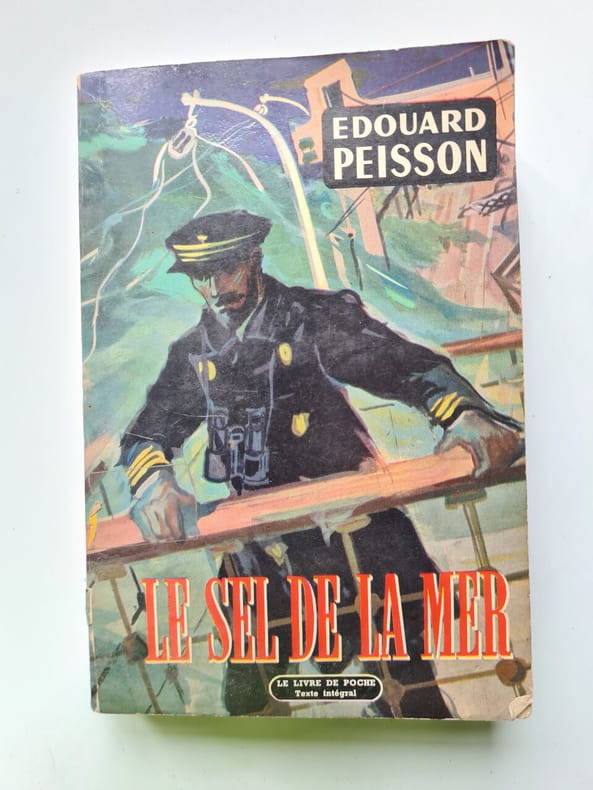 EDOUARD
PEISSON
LE SEL DE LA MER
LE LIVRE DE POCHE
Texte intégral